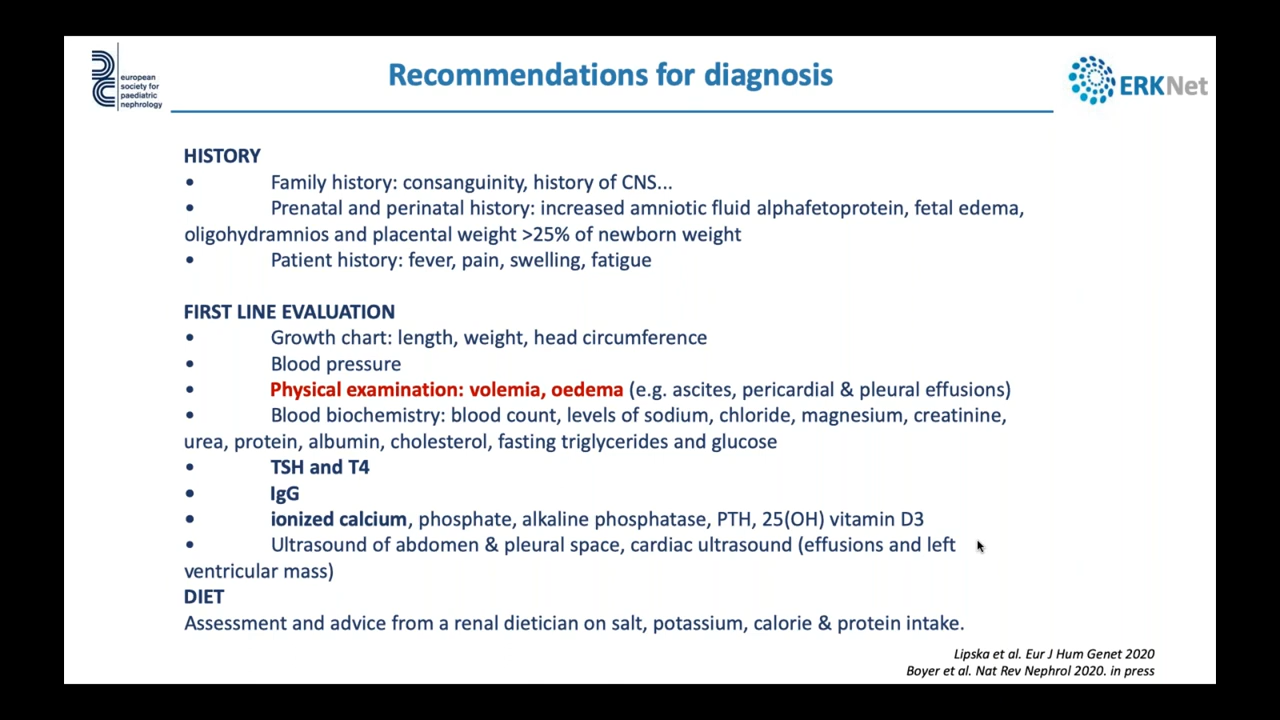 european
society for
paediatric
nephrology
Recommendations for diagnosis
ERKNet
HISTORY
• Family history: consanguinity, history of CNS...
• Prenatal and perinatal history: increased amniotic fluid alphafetoprotein, fetal edema,
oligohydramnios and placental weight >25% of newborn weight
• Patient history: fever, pain, swelling, fatigue
FIRST LINE EVALUATION
• Growth chart: length, weight, head circumference
• Blood pressure
• Physical examination: volemia, oedema (e.g. ascites, pericardial & pleural effusions)
• Blood biochemistry: blood count, levels of sodium, chloride, magnesium, creatinine,
urea, protein, albumin, cholesterol, fasting triglycerides and glucose
• TSH and T4
• IgG
• ionized calcium, phosphate, alkaline phosphatase, PTH, 25(OH) vitamin D3
• Ultrasound of abdomen & pleural space, cardiac ultrasound (effusions and left
ventricular mass)
DIET
Assessment and advice from a renal dietician on salt, potassium, calorie & protein intake.
Lipska et al. Eur J Hum Genet 2020
Boyer et al. Nat Rev Nephrol 2020. in press